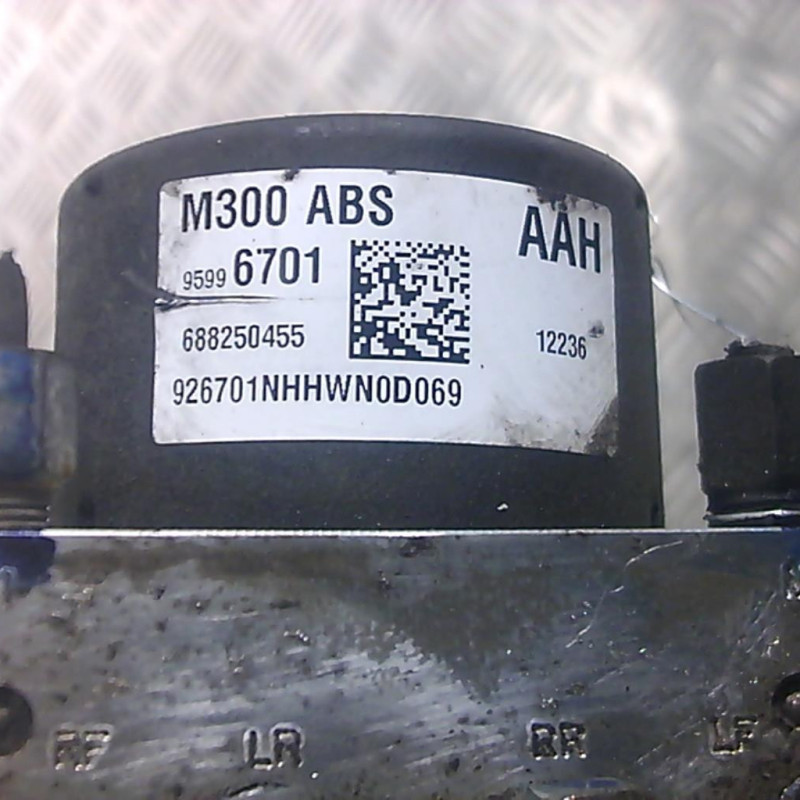 M300 ABS AAH
9599 6701
688250455 12236
926701NHHWN0D069
RF LR RR LF